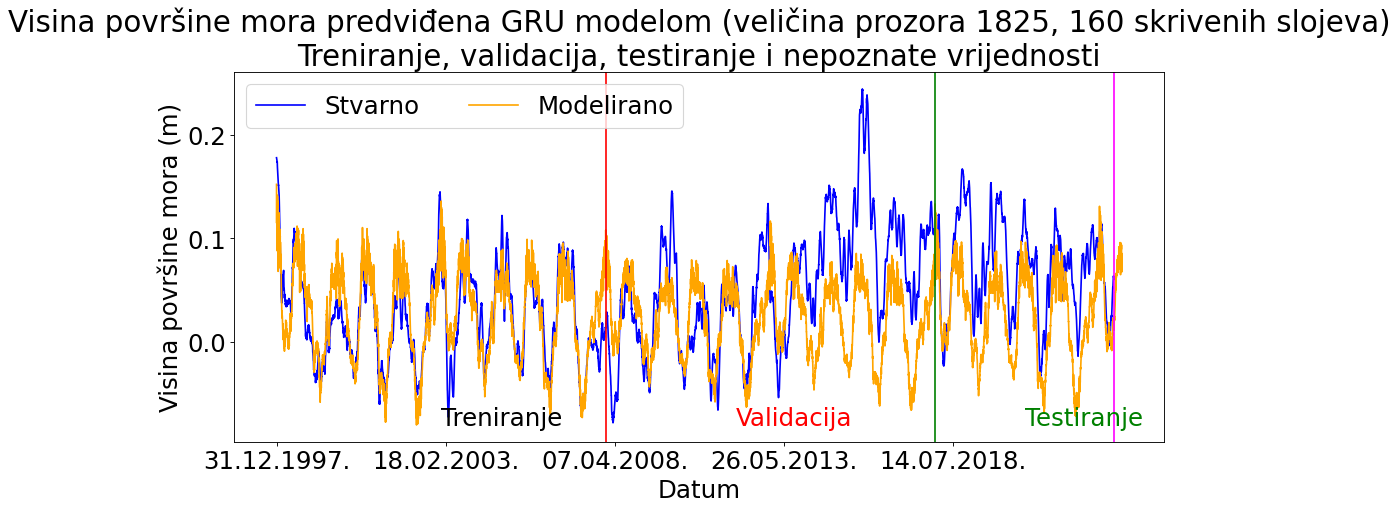 Visina površine mora predviđena GRU modelom (veličina prozora 1825, 160 skrivenih slojeva)
Treniranje, validacija, testiranje i nepoznate vrijednosti
Stvarno
Modelirano
Visina površine mora (m)
0.2
0.1
0.0
Treniranje
Validacija
Testiranje
31.12.1997.
18.02.2003.
07.04.2008.
26.05.2013.
14.07.2018.
Datum